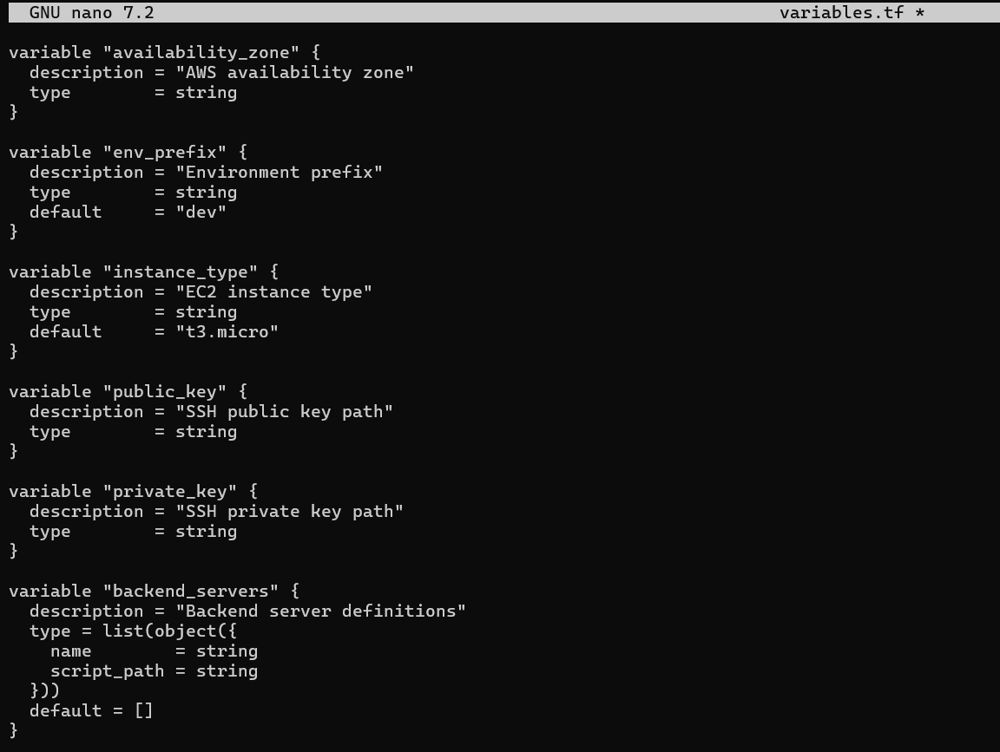 GNU nano 7.2 variables.tf *
variable "availability_zone" {
  description = "AWS availability zone"
  type        = string
}
variable "env_prefix" {
  description = "Environment prefix"
  type        = string
  default     = "dev"
}
variable "instance_type" {
  description = "EC2 instance type"
  type        = string
  default     = "t3.micro"
}
variable "public_key" {
  description = "SSH public key path"
  type        = string
}
variable "private_key" {
  description = "SSH private key path"
  type        = string
}
variable "backend_servers" {
  description = "Backend server definitions"
  type = list(object({
    name        = string
    script_path = string
  }))
  default = []
}